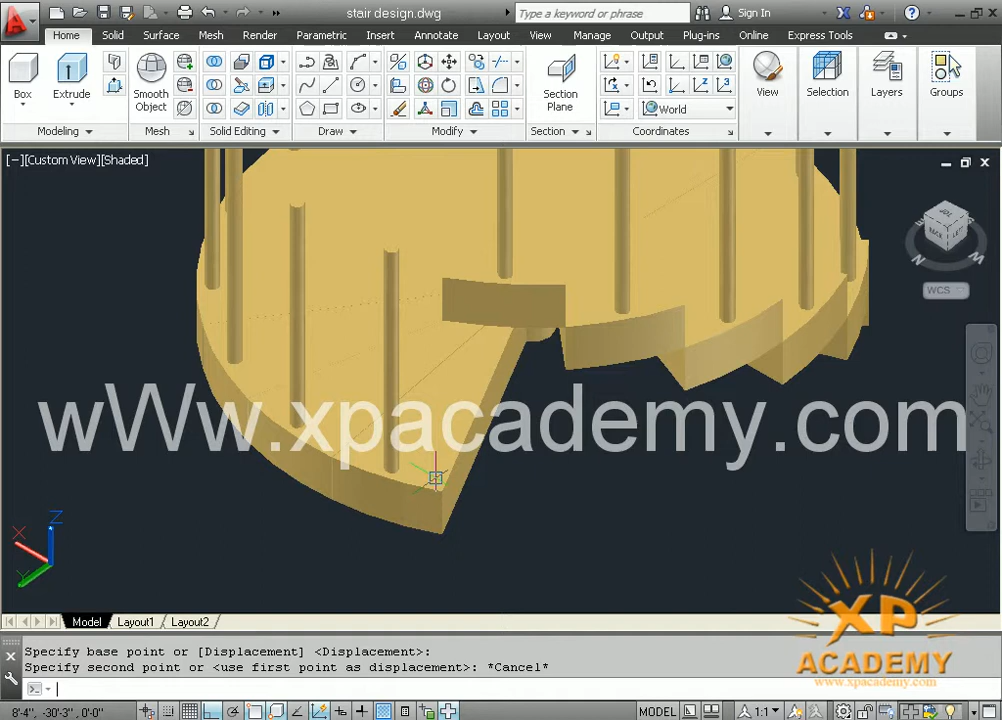 stair design.dwg
Type a keyword or phrase
Sign In
Home Solid Surface Mesh Render Parametric Insert Annotate Layout View Manage Output Plug-ins Online Express Tools
Box Extrude Smooth Object Section Plane World View Selection Layers Groups
Modeling Mesh Solid Editing Draw Modify Section Coordinates
[−][Custom View][Shaded]
WCS
wWw.xpacademy.com
X Y Z
XP
ACADEMY
www.xpacademy.com
Model Layout1 Layout2
Specify base point or [Displacement] <Displacement>:
Specify second point or <use first point as displacement>: *Cancel*
8'-4", -30'-3", 0'-0" MODEL 1:1